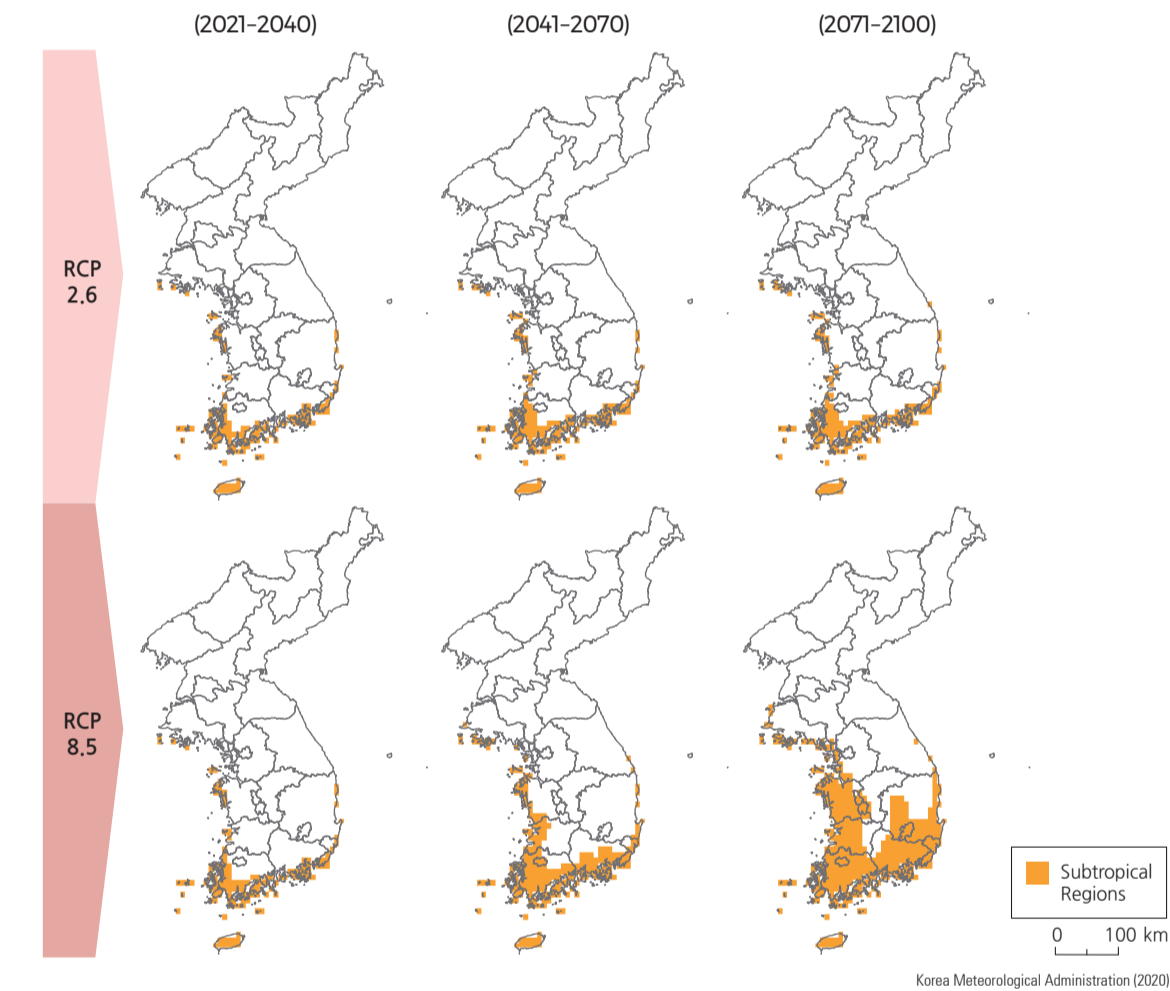 (2021-2040)
(2041-2070)
(2071-2100)
RCP
2.6
RCP
8.5
Subtropical
Regions
0 100 km
Korea Meteorological Administration (2020)